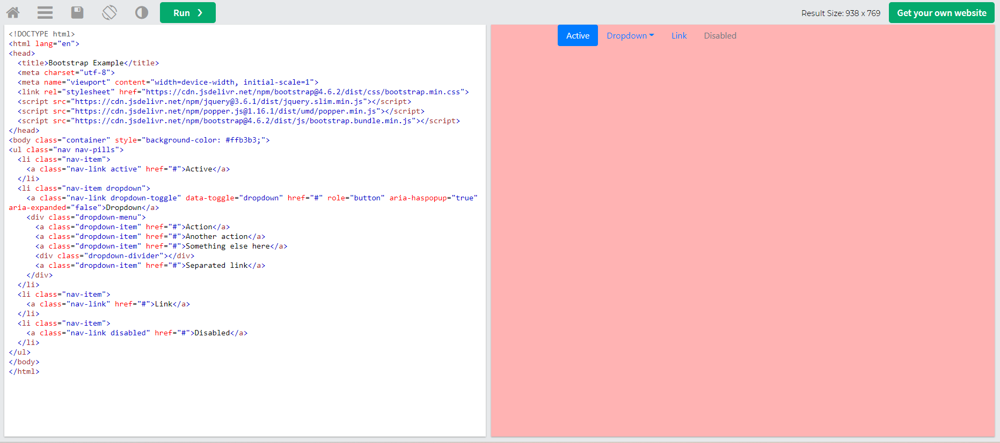 Run ❯
Result Size: 938 x 769
Get your own website
<!DOCTYPE html>
<html lang="en">
<head>
  <title>Bootstrap Example</title>
  <meta charset="utf-8">
  <meta name="viewport" content="width=device-width, initial-scale=1">
  <link rel="stylesheet" href="https://cdn.jsdelivr.net/npm/bootstrap@4.6.2/dist/css/bootstrap.min.css">
  <script src="https://cdn.jsdelivr.net/npm/jquery@3.6.1/dist/jquery.slim.min.js"></script>
  <script src="https://cdn.jsdelivr.net/npm/popper.js@1.16.1/dist/umd/popper.min.js"></script>
  <script src="https://cdn.jsdelivr.net/npm/bootstrap@4.6.2/dist/js/bootstrap.bundle.min.js"></script>
</head>
<body class="container" style="background-color: #ffb3b3;">
<ul class="nav nav-pills">
  <li class="nav-item">
    <a class="nav-link active" href="#">Active</a>
  </li>
  <li class="nav-item dropdown">
    <a class="nav-link dropdown-toggle" data-toggle="dropdown" href="#" role="button" aria-haspopup="true"
aria-expanded="false">Dropdown</a>
    <div class="dropdown-menu">
      <a class="dropdown-item" href="#">Action</a>
      <a class="dropdown-item" href="#">Another action</a>
      <a class="dropdown-item" href="#">Something else here</a>
      <div class="dropdown-divider"></div>
      <a class="dropdown-item" href="#">Separated link</a>
    </div>
  </li>
  <li class="nav-item">
    <a class="nav-link" href="#">Link</a>
  </li>
  <li class="nav-item">
    <a class="nav-link disabled" href="#">Disabled</a>
  </li>
</ul>
</body>
</html>
Active
Dropdown
Link
Disabled